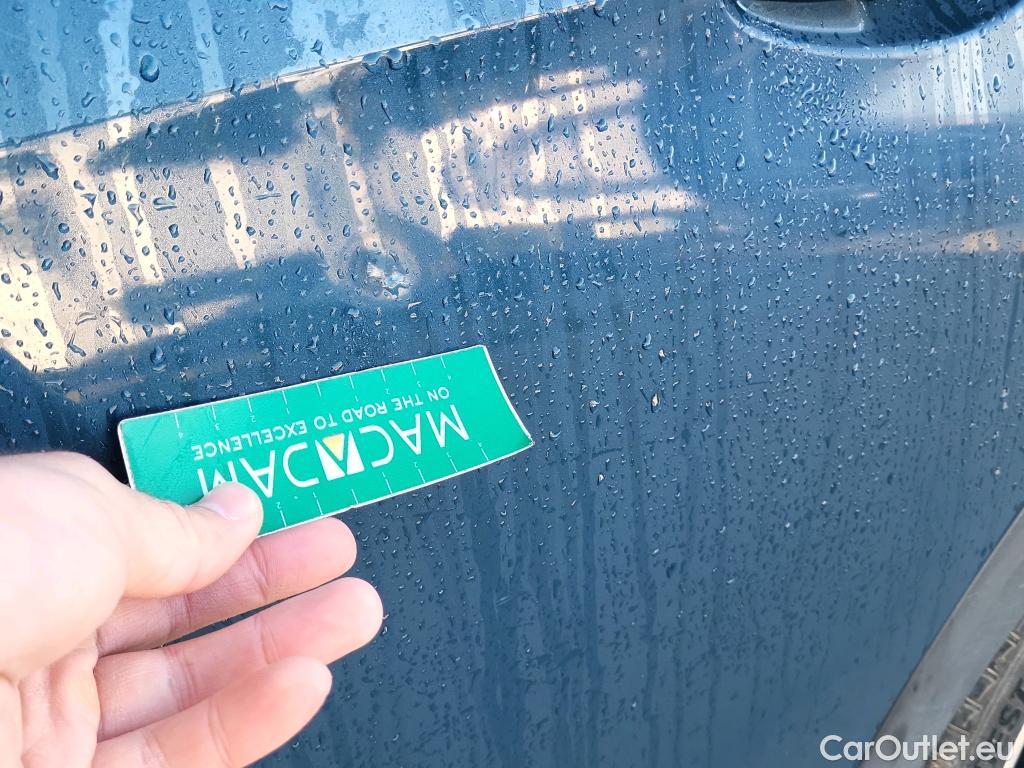 MACADAM
ON THE ROAD TO EXCELLENCE
CarOutlet.eu